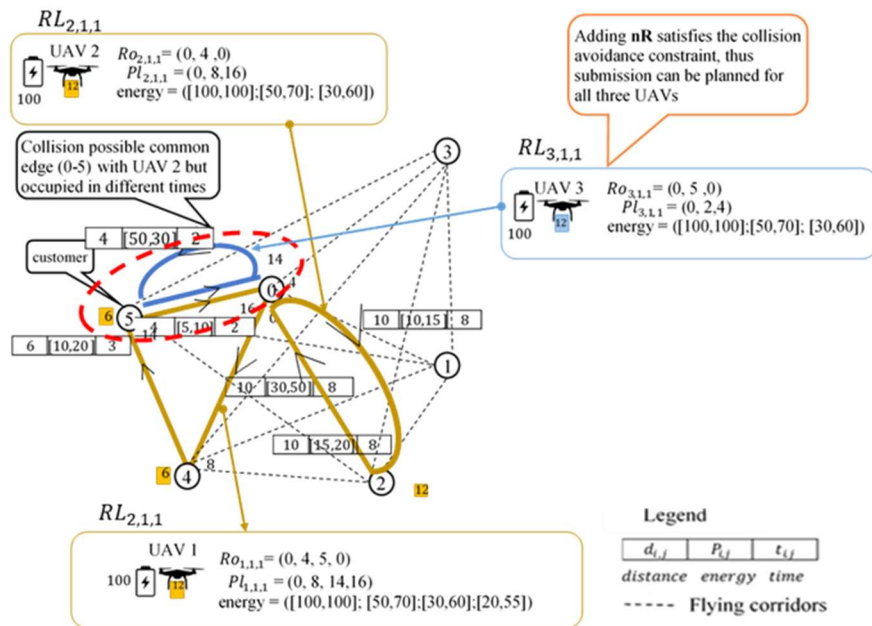 RL2,1,1
UAV 2
12
100
Ro2,1,1= (0, 4 ,0)
Pl2,1,1 = (0, 8,16)
energy = ([100,100];[50,70]; [30,60])
Adding nR satisfies the collision
avoidance constraint, thus
submission can be planned for
all three UAVs
Collision possible common
edge (0-5) with UAV 2 but
occupied in different times
3
RL3,1,1
UAV 3
12
100
Ro3,1,1= (0, 5 ,0)
Pl3,1,1= (0, 2,4)
energy = ([100,100]:[50,70]; [30,60])
4 [50,30] 2
customer
14
0
4
16
0
6
5
14
4 [5,10] 2
10 [10,15] 8
6 [10,20] 3
1
10 [30,50] 8
10 [15,20] 8
6
4
8
2
12
RL2,1,1
UAV 1
12
100
Ro1,1,1= (0, 4, 5, 0)
Pl1,1,1= (0, 8, 14,16)
energy = ([100,100]; [50,70];[30,60];[20,55])
Legend
di,j Pi,j ti,j
distance energy time
Flying corridors